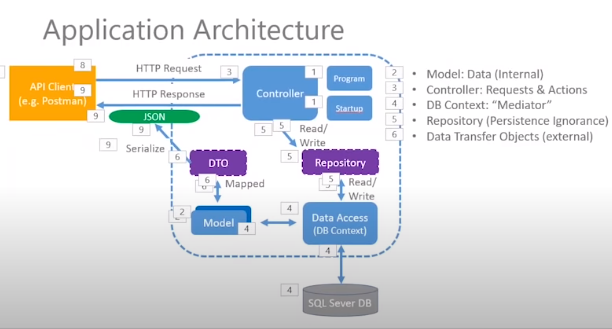 Application Architecture
8
API Client
(e.g. Postman)
9
9
HTTP Request
HTTP Response
JSON
9
9
Serialize
3
Controller
1
1
Program
Startup
5
5
Read/
Write
6
DTO
5
Repository
6
6
Mapped
5
Read/
Write
2
Model
4
4
Data Access
(DB Context)
4
4
SQL Sever DB
2
3
4
5
6
• Model: Data (Internal)
• Controller: Requests & Actions
• DB Context: “Mediator”
• Repository (Persistence Ignorance)
• Data Transfer Objects (external)